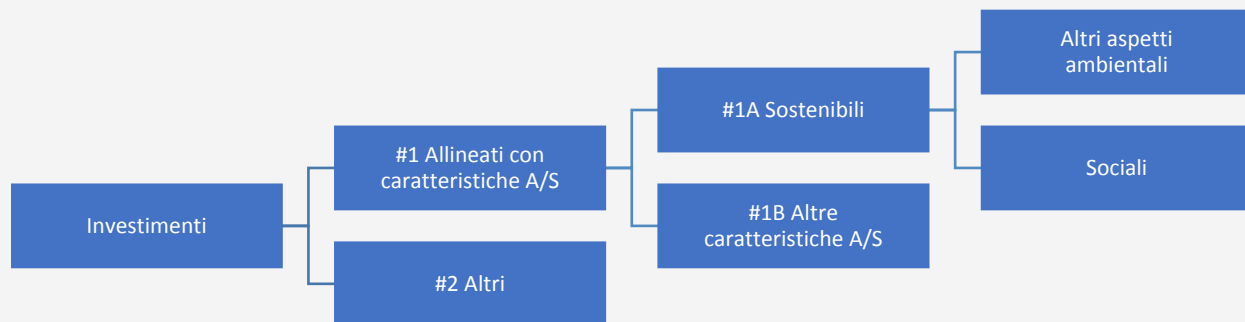 Investimenti
#1 Allineati con
caratteristiche A/S
#2 Altri
#1A Sostenibili
#1B Altre
caratteristiche A/S
Altri aspetti
ambientali
Sociali